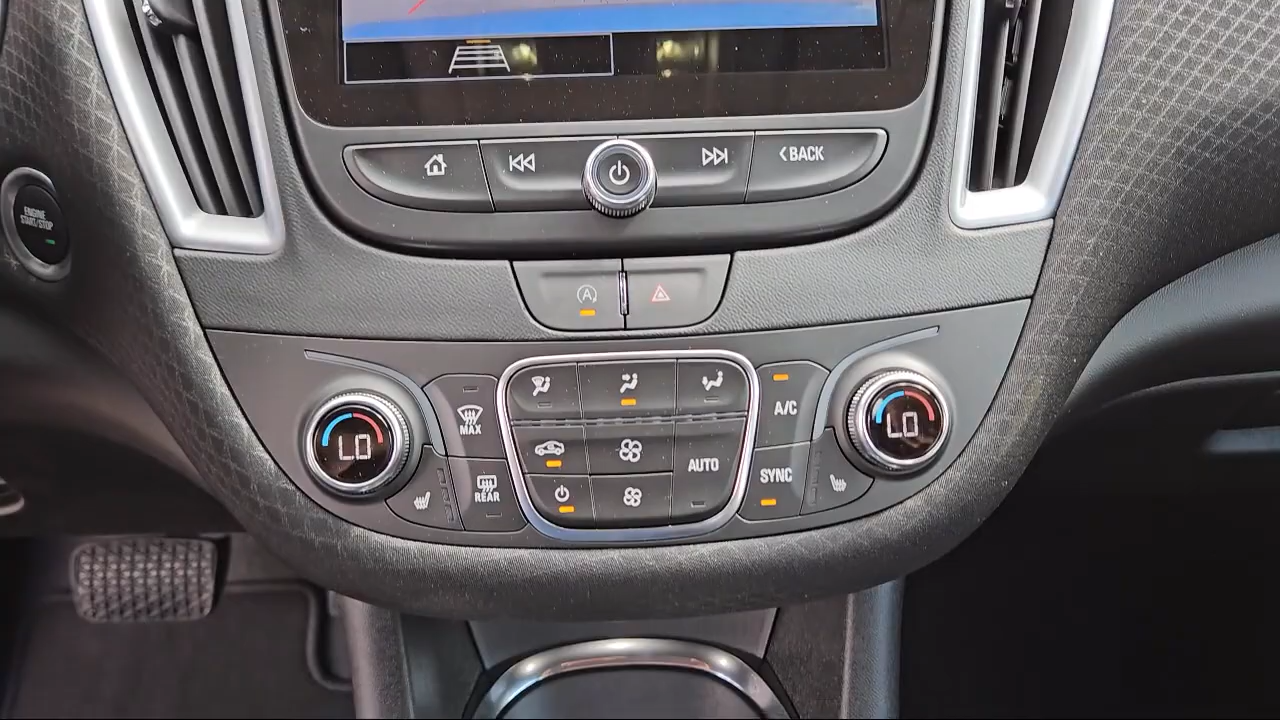 <BACK
ENGINE
START/STOP
A
MAX
A/C
LO
LO
REAR
AUTO
SYNC